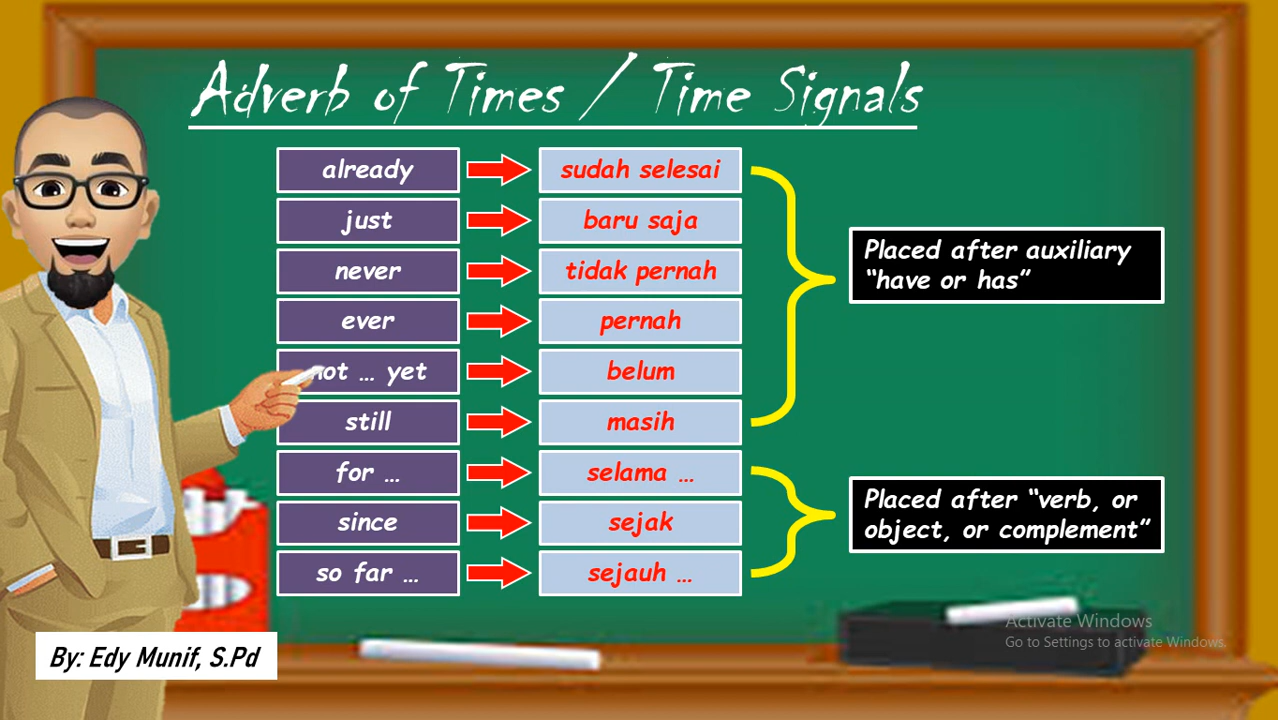 Adverb of Times / Time Signals
already
sudah selesai
just
baru saja
never
tidak pernah
ever
pernah
not … yet
belum
still
masih
for …
selama …
since
sejak
so far …
sejauh …
Placed after auxiliary
“have or has”
Placed after “verb, or
object, or complement”
By: Edy Munif, S.Pd
Activate Windows
Go to Settings to activate Windows.